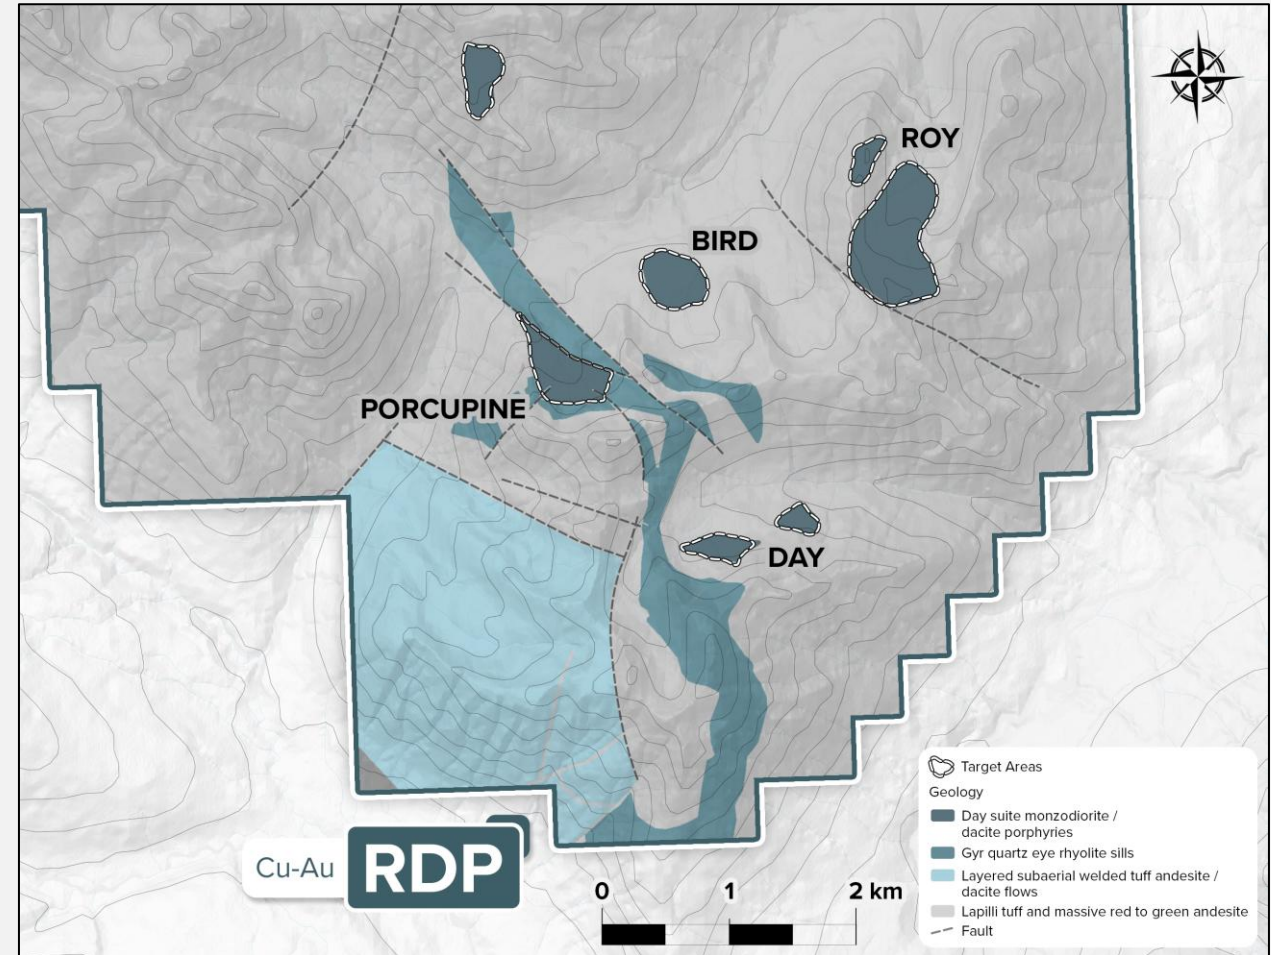 ROY
BIRD
PORCUPINE
DAY
Target Areas
Geology
Day suite monzodiorite /
dacite porphyries
Gyr quartz eye rhyolite sills
Layered subaerial welded tuff andesite /
dacite flows
Lapilli tuff and massive red to green andesite
Fault
Cu-Au RDP
0 1 2 km